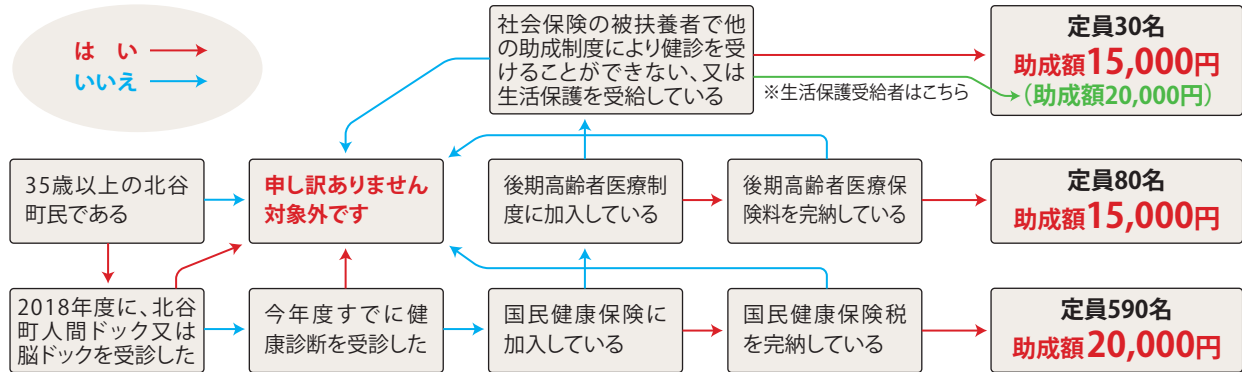 は い
いいえ
社会保険の被扶養者で他
の助成制度により健診を受
けることができない、又は
生活保護を受給している
※生活保護受給者はこちら
定員30名
助成額15,000円
（助成額20,000円）
35歳以上の北谷
町民である
申し訳ありません
対象外です
後期高齢者医療制
度に加入している
後期高齢者医療保
険料を完納している
定員80名
助成額15,000円
2018年度に、北谷
町人間ドック又は
脳ドックを受診した
今年度すでに健
康診断を受診した
国民健康保険に
加入している
国民健康保険税
を完納している
定員590名
助成額20,000円